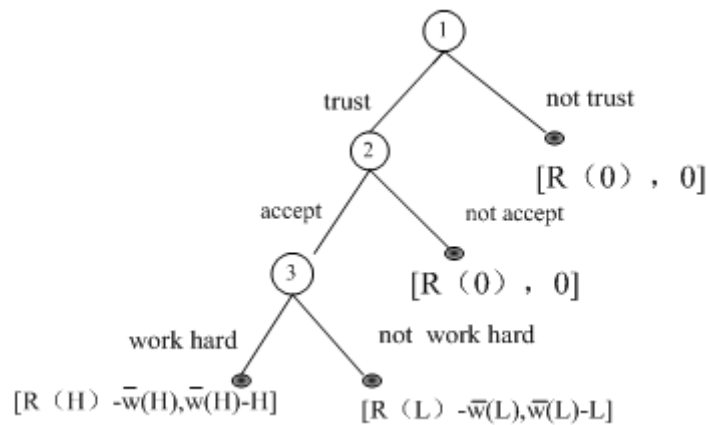 1
trust
not trust
2
[R（0），0]
accept
not accept
3
[R（0），0]
work hard
not work hard
[R（H）-w̅(H),w̅(H)-H]
[R（L）-w̅(L),w̅(L)-L]